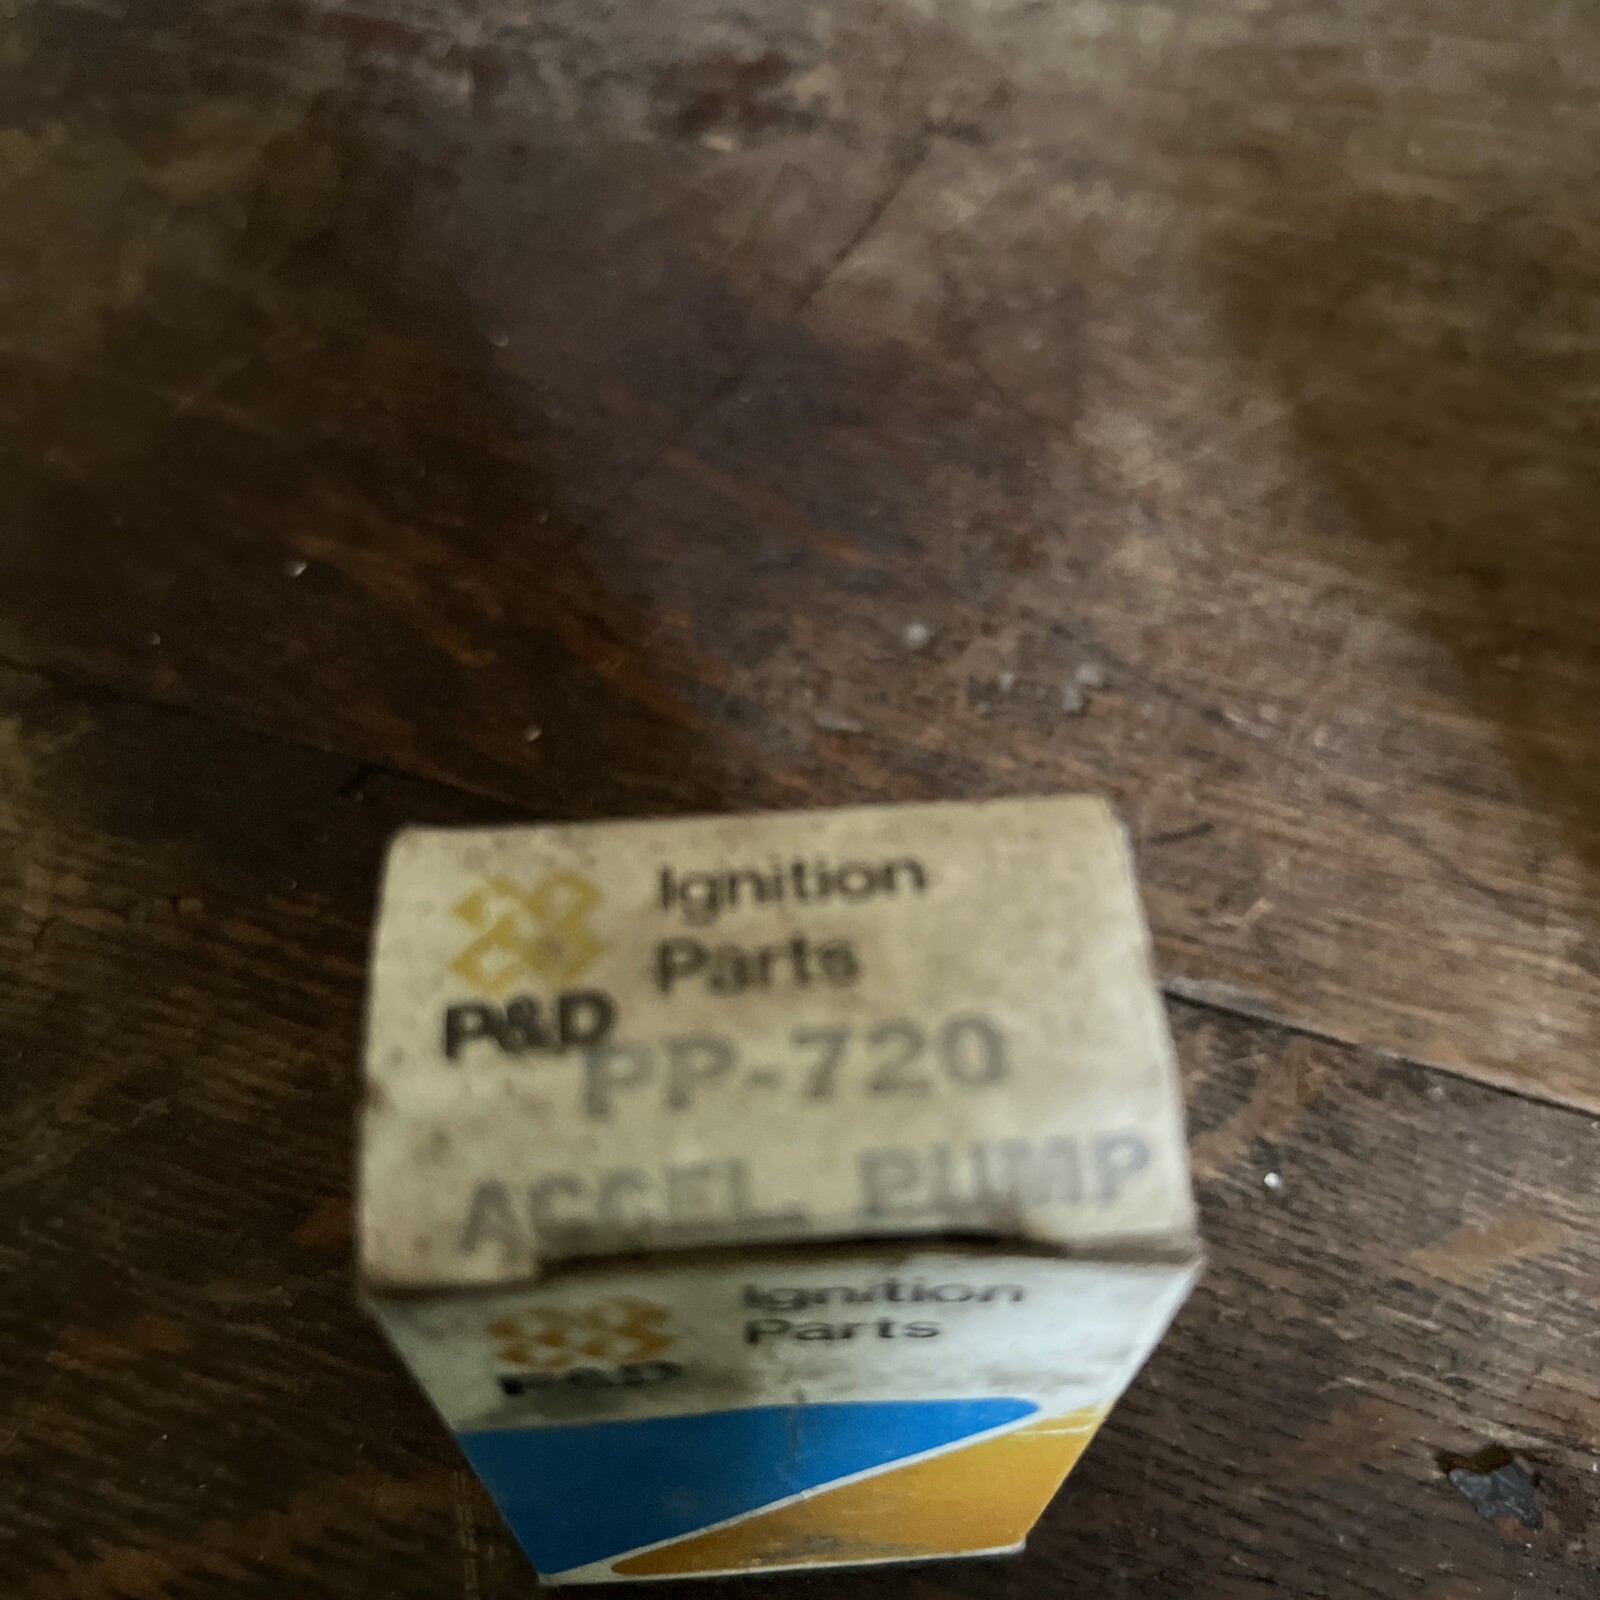 Ignition
Parts
P&D
PP-720
ACCEL. PUMP
Ignition
Parts
P&D